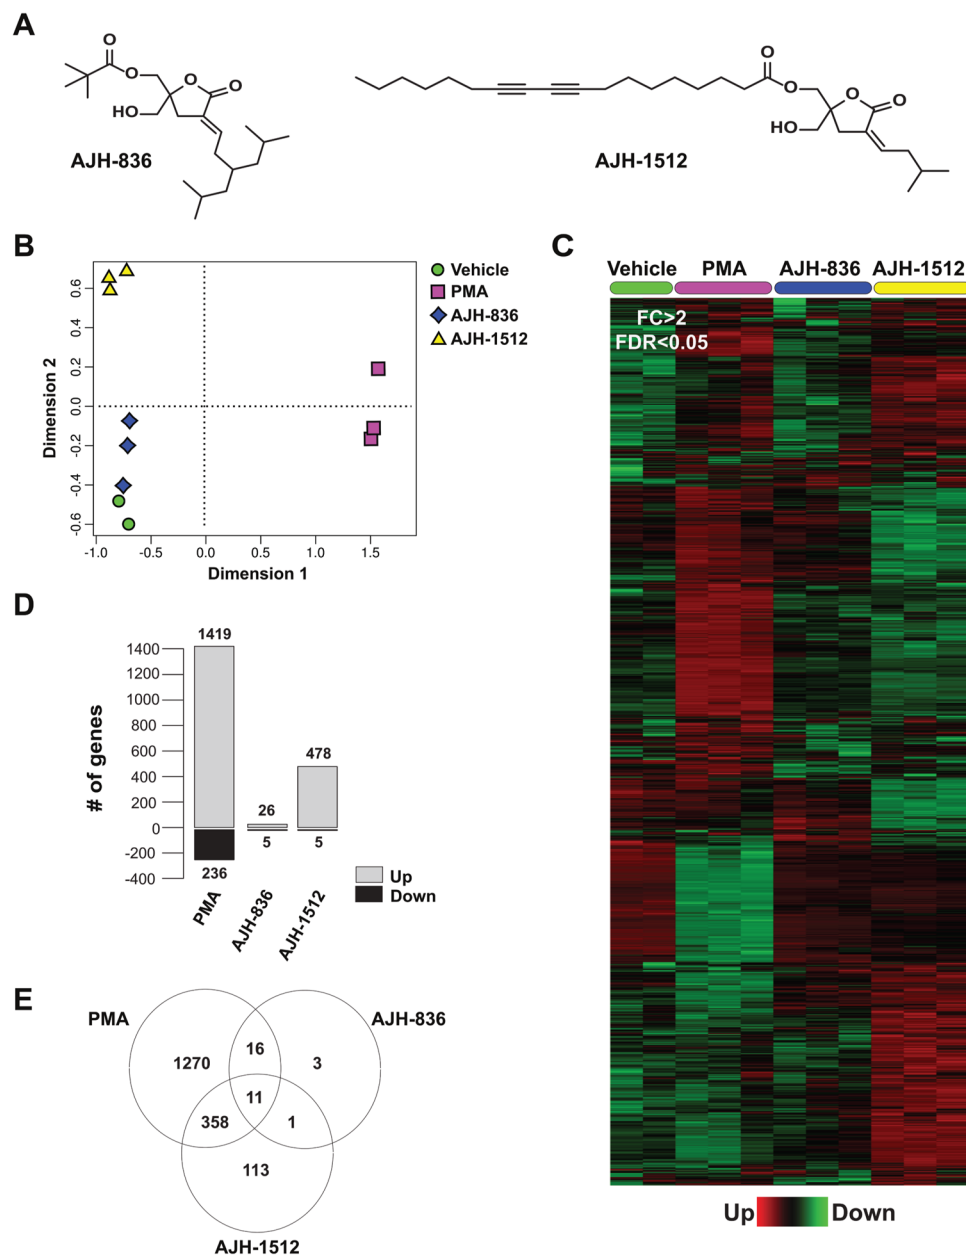 A
O
O
O
O
HO
AJH-836
O
O
O
O
HO
AJH-1512
B
Vehicle
PMA
AJH-836
AJH-1512
Dimension 2
0.6
0.4
0.2
0.0
-0.2
-0.4
-0.6
-1.0 -0.5 0.0 0.5 1.0 1.5
Dimension 1
C
Vehicle PMA AJH-836 AJH-1512
FC>2
FDR<0.05
Up Down
D
# of genes
1400
1200
1000
800
600
400
200
0
-200
-400
1419
236
26
5
478
5
PMA
AJH-836
AJH-1512
Up
Down
E
PMA
AJH-836
16
1270
3
11
358
1
113
AJH-1512